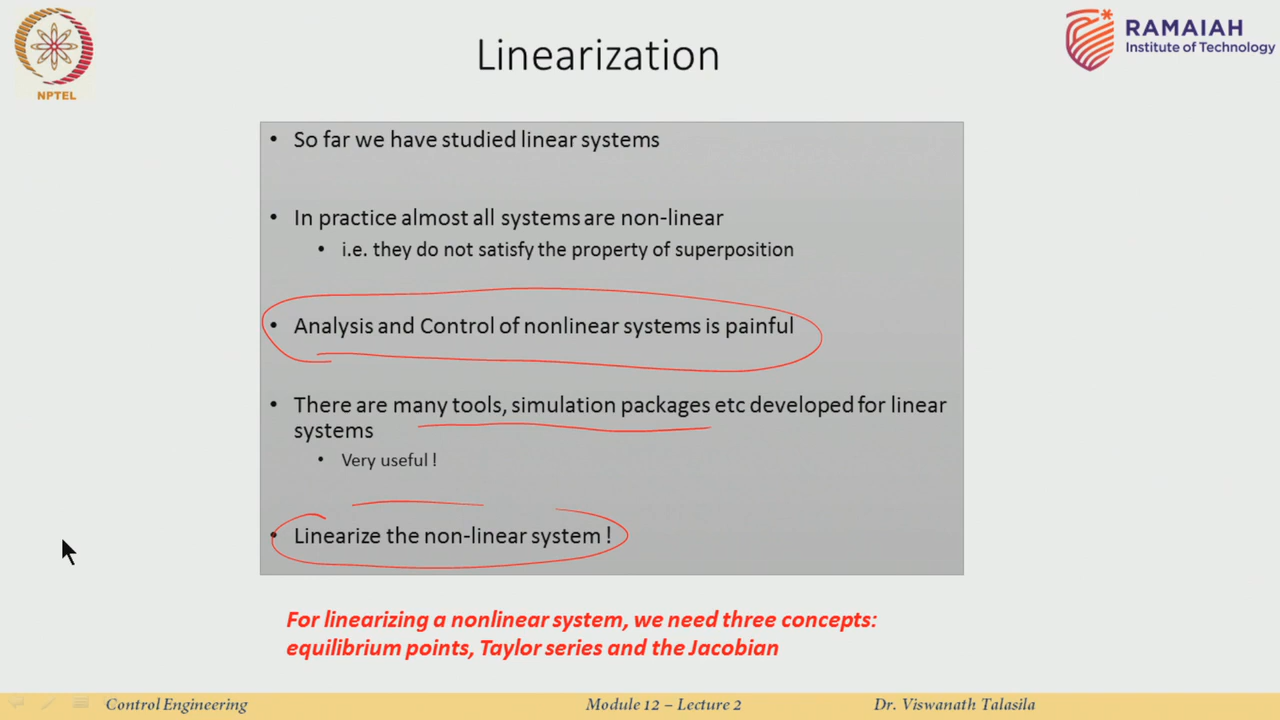 NPTEL
Linearization
RAMAIAH
Institute of Technology
• So far we have studied linear systems
• In practice almost all systems are non-linear
• i.e. they do not satisfy the property of superposition
• Analysis and Control of nonlinear systems is painful
• There are many tools, simulation packages etc developed for linear
systems
• Very useful !
• Linearize the non-linear system !
For linearizing a nonlinear system, we need three concepts:
equilibrium points, Taylor series and the Jacobian
Control Engineering
Module 12 – Lecture 2
Dr. Viswanath Talasila